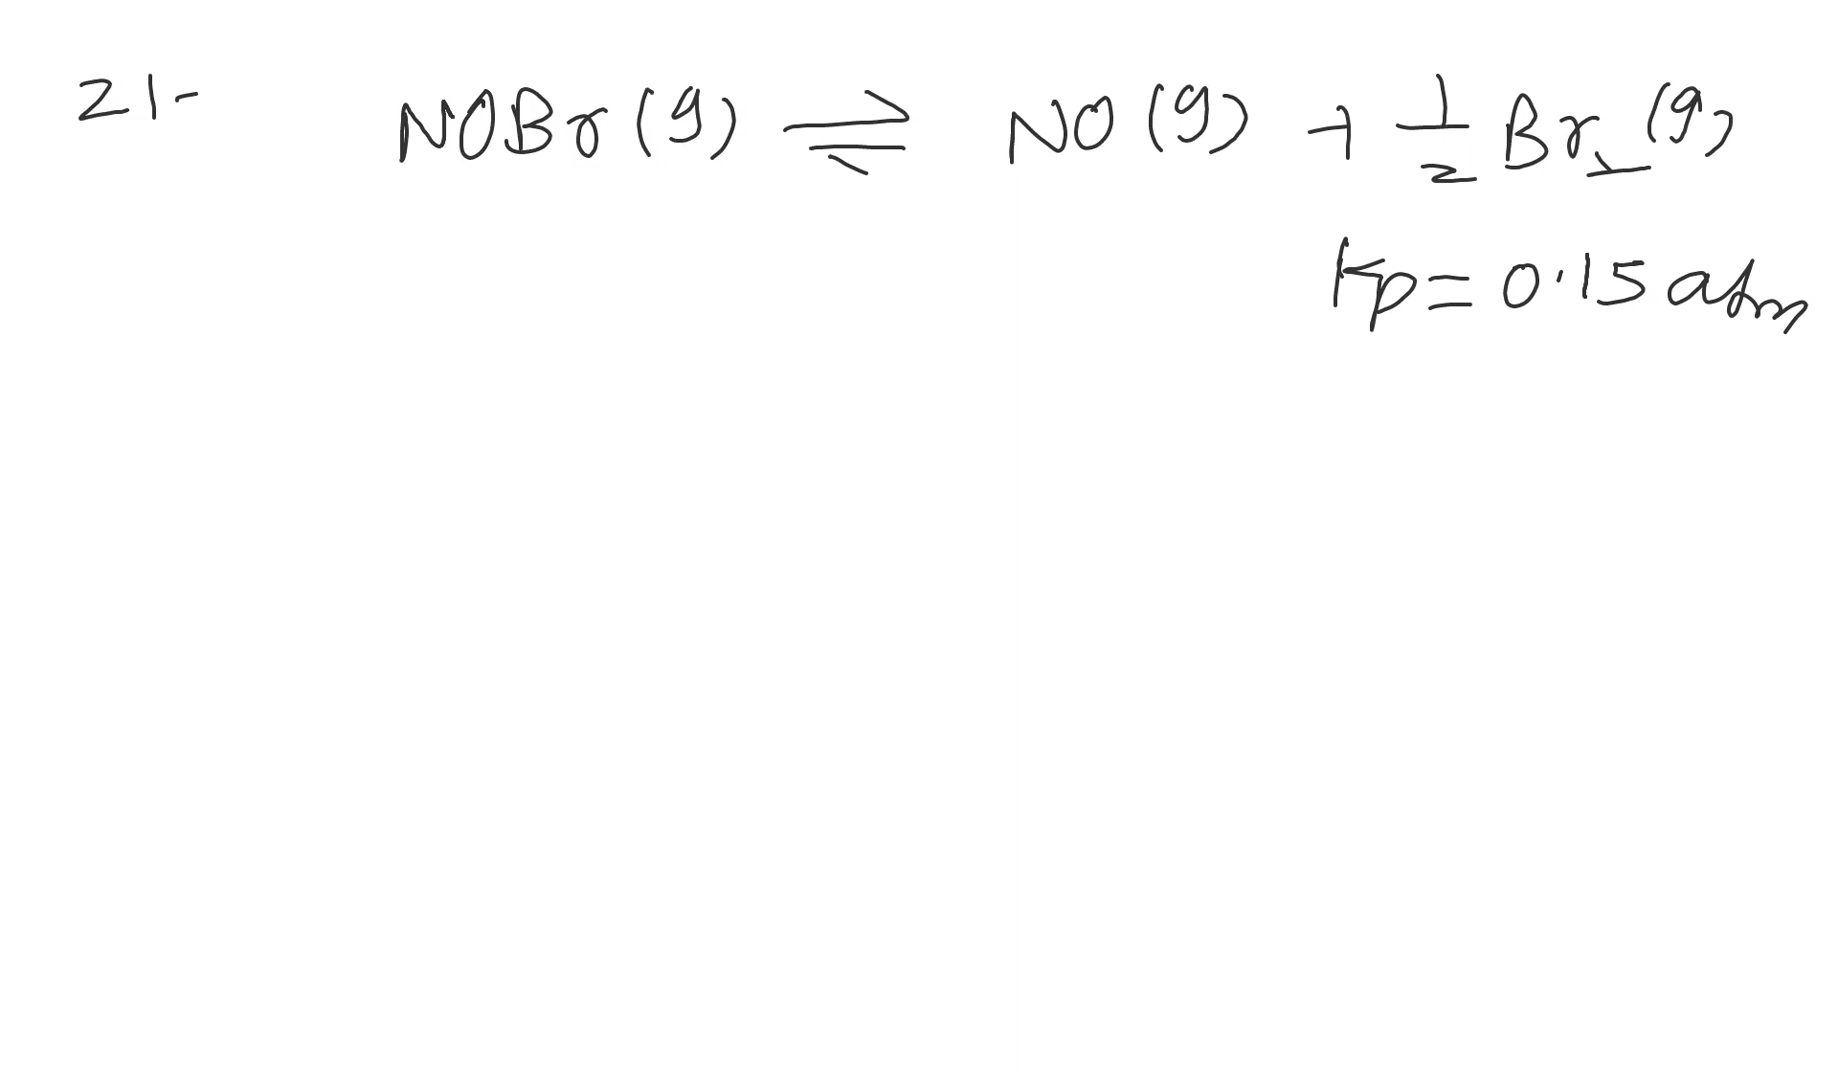 21- NOBr(g) ⇌ NO(g) + 1/2 Br₂(g)
Kp = 0.15 atm